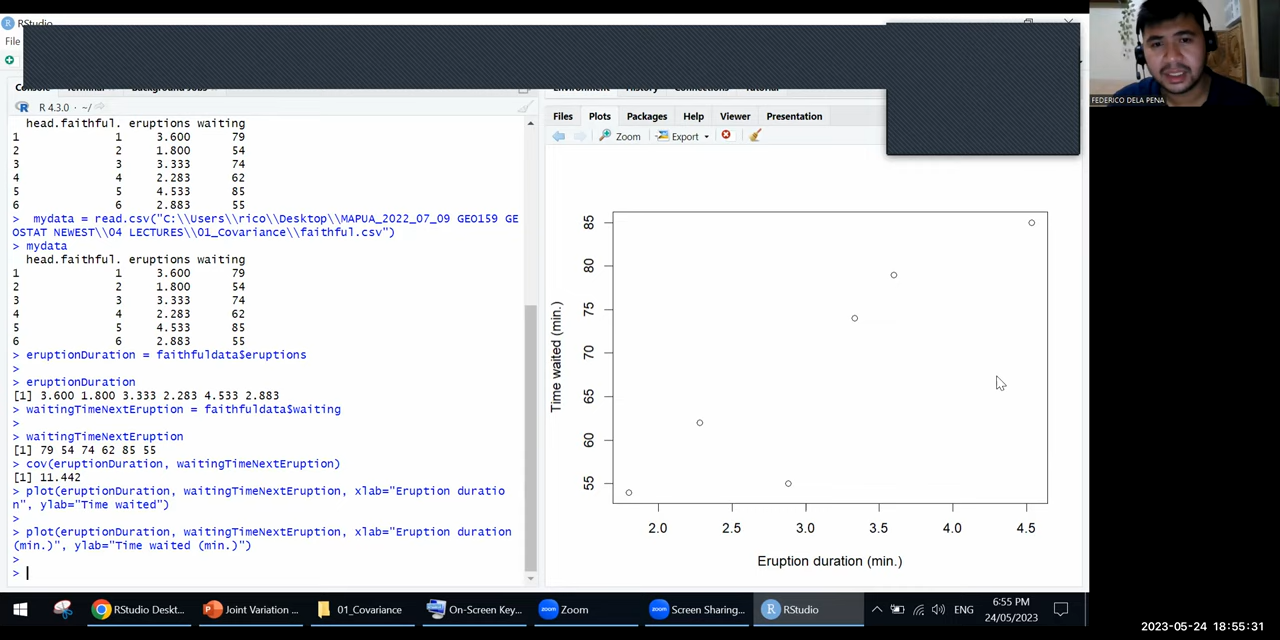 RStudio
File
FEDERICO DELA PENA
R 4.3.0 · ~/
Files Plots Packages Help Viewer Presentation
Zoom Export
head.faithful. eruptions waiting
1 1 3.600 79
2 2 1.800 54
3 3 3.333 74
4 4 2.283 62
5 5 4.533 85
6 6 2.883 55
> mydata = read.csv("C:\\Users\\rico\\Desktop\\MAPUA_2022_07_09 GEO159 GE
OSTAT NEWEST\\04 LECTURES\\01_Covariance\\faithful.csv")
> mydata
head.faithful. eruptions waiting
1 1 3.600 79
2 2 1.800 54
3 3 3.333 74
4 4 2.283 62
5 5 4.533 85
6 6 2.883 55
> eruptionDuration = faithfuldata$eruptions
>
> eruptionDuration
[1] 3.600 1.800 3.333 2.283 4.533 2.883
> waitingTimeNextEruption = faithfuldata$waiting
>
> waitingTimeNextEruption
[1] 79 54 74 62 85 55
> cov(eruptionDuration, waitingTimeNextEruption)
[1] 11.442
> plot(eruptionDuration, waitingTimeNextEruption, xlab="Eruption duratio
n", ylab="Time waited")
>
> plot(eruptionDuration, waitingTimeNextEruption, xlab="Eruption duration
(min.)", ylab="Time waited (min.)")
>
>
Time waited (min.)
85
80
75
70
65
60
55
2.0 2.5 3.0 3.5 4.0 4.5
Eruption duration (min.)
RStudio Deskt... Joint Variation ... 01_Covariance On-Screen Key... Zoom Screen Sharing... RStudio ENG
6:55 PM
24/05/2023
2023-05-24 18:55:31